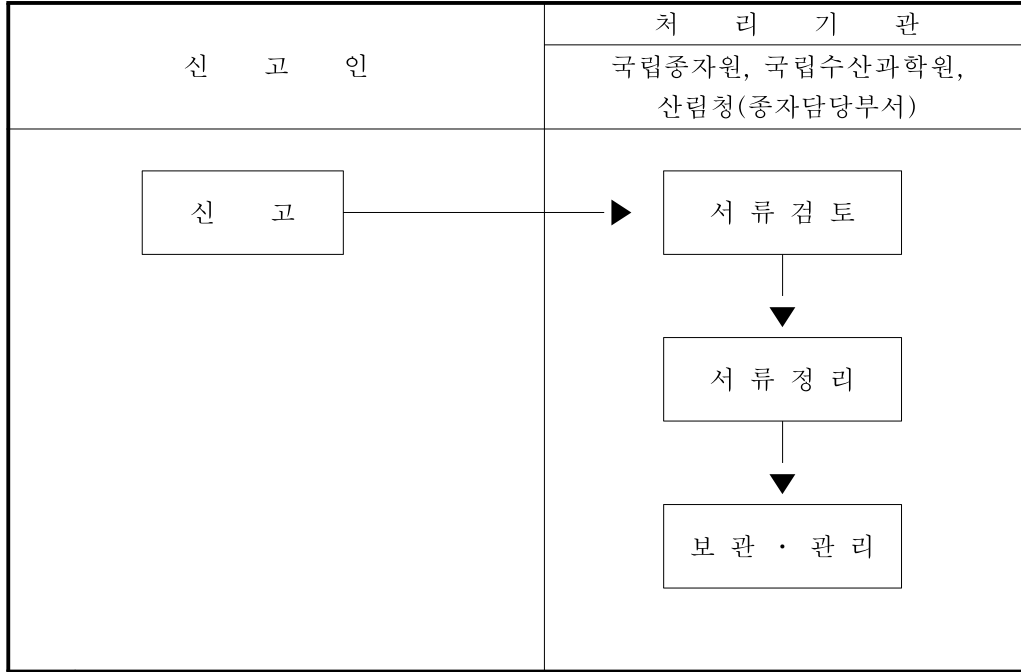 신 고 인
처 리 기 관
국립종자원, 국립수산과학원,
산림청(종자담당부서)
신 고
서 류 검 토
서 류 정 리
보 관 · 관 리